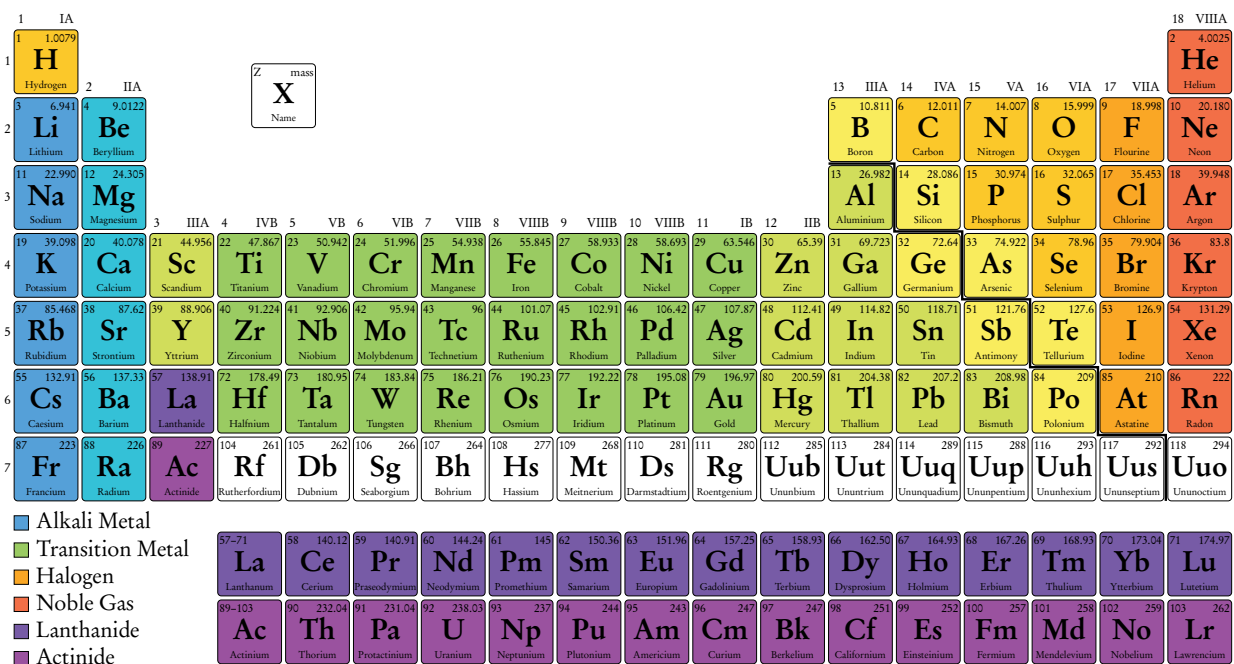 1 IA
18 VIIIA
1 1.0079
H
Hydrogen
2 4.0025
He
Helium
1
2 IIA
Z mass
X
Name
13 IIIA 14 IVA 15 VA 16 VIA 17 VIIA
3 6.941 4 9.0122 5 10.811 6 12.011 7 14.007 8 15.999 9 18.998 10 20.180
2 Li Be B C N O F Ne
Lithium Beryllium Boron Carbon Nitrogen Oxygen Flourine Neon
11 22.990 12 24.305 13 26.982 14 28.086 15 30.974 16 32.065 17 35.453 18 39.948
3 Na Mg Al Si P S Cl Ar
Sodium Magnesium Aluminium Silicon Phosphorus Sulphur Chlorine Argon
3 IIIA 4 IVB 5 VB 6 VIB 7 VIIB 8 VIIIB 9 VIIIB 10 VIIIB 11 IB 12 IIB
19 39.098 20 40.078 21 44.956 22 47.867 23 50.942 24 51.996 25 54.938 26 55.845 27 58.933 28 58.693 29 63.546 30 65.39 31 69.723 32 72.64 33 74.922 34 78.96 35 79.904 36 83.8
4 K Ca Sc Ti V Cr Mn Fe Co Ni Cu Zn Ga Ge As Se Br Kr
Potassium Calcium Scandium Titanium Vanadium Chromium Manganese Iron Cobalt Nickel Copper Zinc Gallium Germanium Arsenic Selenium Bromine Krypton
37 85.468 38 87.62 39 88.906 40 91.224 41 92.906 42 95.94 43 96 44 101.07 45 102.91 46 106.42 47 107.87 48 112.41 49 114.82 50 118.71 51 121.76 52 127.6 53 126.9 54 131.29
5 Rb Sr Y Zr Nb Mo Tc Ru Rh Pd Ag Cd In Sn Sb Te I Xe
Rubidium Strontium Yttrium Zirconium Niobium Molybdenum Technetium Ruthenium Rhodium Palladium Silver Cadmium Indium Tin Antimony Tellurium Iodine Xenon
55 132.91 56 137.33 57 138.91 72 178.49 73 180.95 74 183.84 75 186.21 76 190.23 77 192.22 78 195.08 79 196.97 80 200.59 81 204.38 82 207.2 83 208.98 84 209 85 210 86 222
6 Cs Ba La Hf Ta W Re Os Ir Pt Au Hg Tl Pb Bi Po At Rn
Caesium Barium Lanthanide Halfnium Tantalum Tungsten Rhenium Osmium Iridium Platinum Gold Mercury Thallium Lead Bismuth Polonium Astatine Radon
87 223 88 226 89 227 104 261 105 262 106 266 107 264 108 277 109 268 110 281 111 280 112 285 113 284 114 289 115 288 116 293 117 292 118 294
7 Fr Ra Ac Rf Db Sg Bh Hs Mt Ds Rg Uub Uut Uuq Uup Uuh Uus Uuo
Francium Radium Actinide Rutherfordium Dubnium Seaborgium Bohrium Hassium Meitnerium Darmstadtium Roentgenium Ununbium Ununtrium Ununquadium Ununpentium Ununhexium Ununseptium Ununoctium
Alkali Metal
Transition Metal
Halogen
Noble Gas
Lanthanide
Actinide
57–71 58 140.12 59 140.91 60 144.24 61 145 62 150.36 63 151.96 64 157.25 65 158.93 66 162.50 67 164.93 68 167.26 69 168.93 70 173.04 71 174.97
La Ce Pr Nd Pm Sm Eu Gd Tb Dy Ho Er Tm Yb Lu
Lanthanum Cerium Praseodymium Neodymium Promethium Samarium Europium Gadolinium Terbium Dysprosium Holmium Erbium Thulium Ytterbium Lutetium
89–103 90 232.04 91 231.04 92 238.03 93 237 94 244 95 243 96 247 97 247 98 251 99 252 100 257 101 258 102 259 103 262
Ac Th Pa U Np Pu Am Cm Bk Cf Es Fm Md No Lr
Actinium Thorium Protactinium Uranium Neptunium Plutonium Americium Curium Berkelium Californium Einsteinium Fermium Mendelevium Nobelium Lawrencium